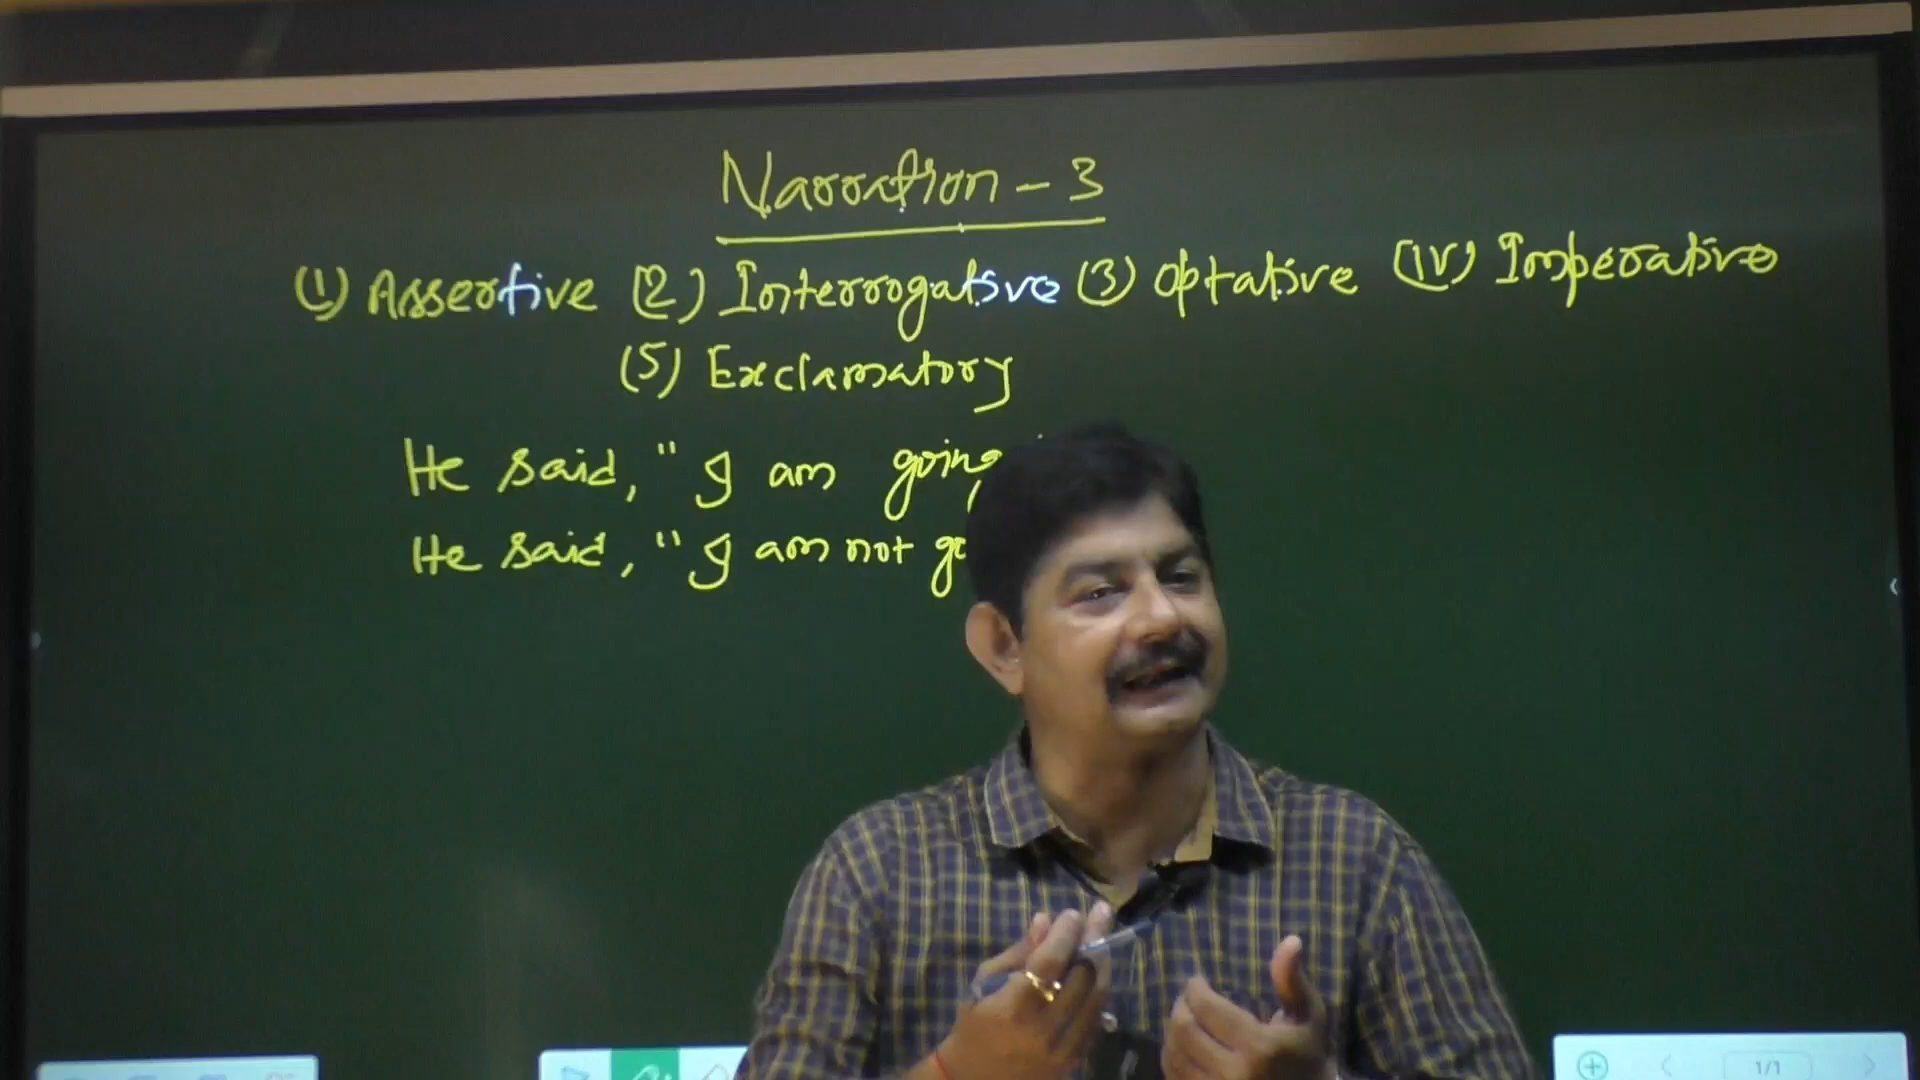 Narration - 3
(1) Assertive (2) Interrogative (3) Optative (IV) Imperative
(5) Exclamatory
He said, " I am going
He said, " I am not
1/1